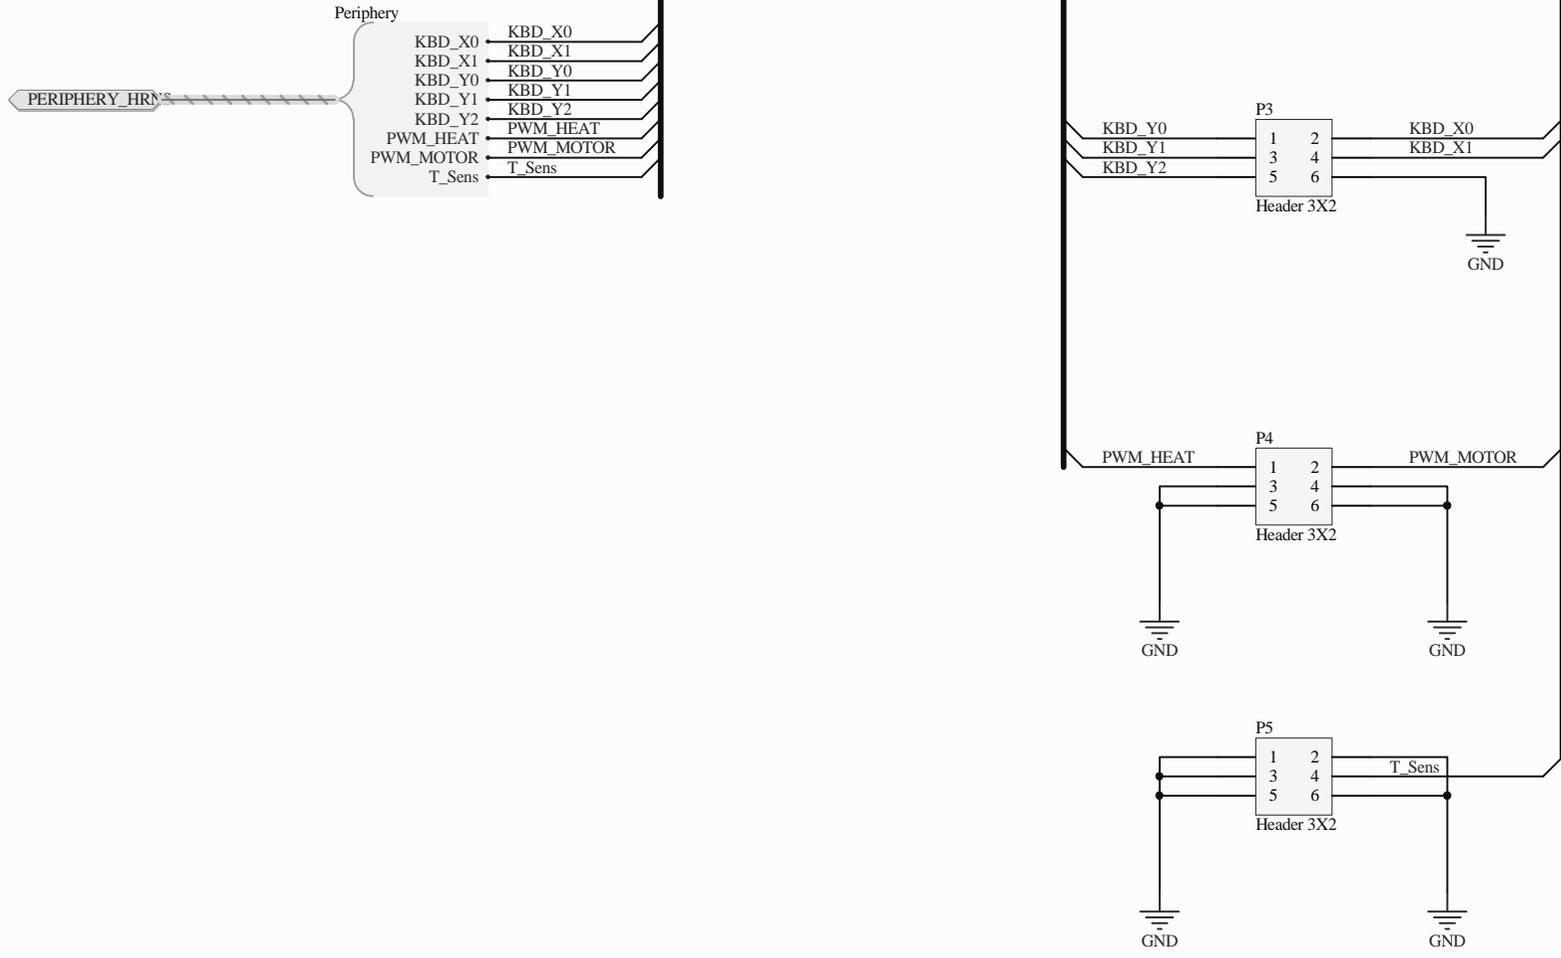 Periphery
PERIPHERY_HRNS
KBD_X0 KBD_X0
KBD_X1 KBD_X1
KBD_Y0 KBD_Y0
KBD_Y1 KBD_Y1
KBD_Y2 KBD_Y2
PWM_HEAT PWM_HEAT
PWM_MOTOR PWM_MOTOR
T_Sens T_Sens
P3
KBD_Y0 1 2 KBD_X0
KBD_Y1 3 4 KBD_X1
KBD_Y2 5 6
Header 3X2
GND
P4
PWM_HEAT 1 2 PWM_MOTOR
3 4
5 6
Header 3X2
GND GND
P5
1 2
3 4 T_Sens
5 6
Header 3X2
GND GND